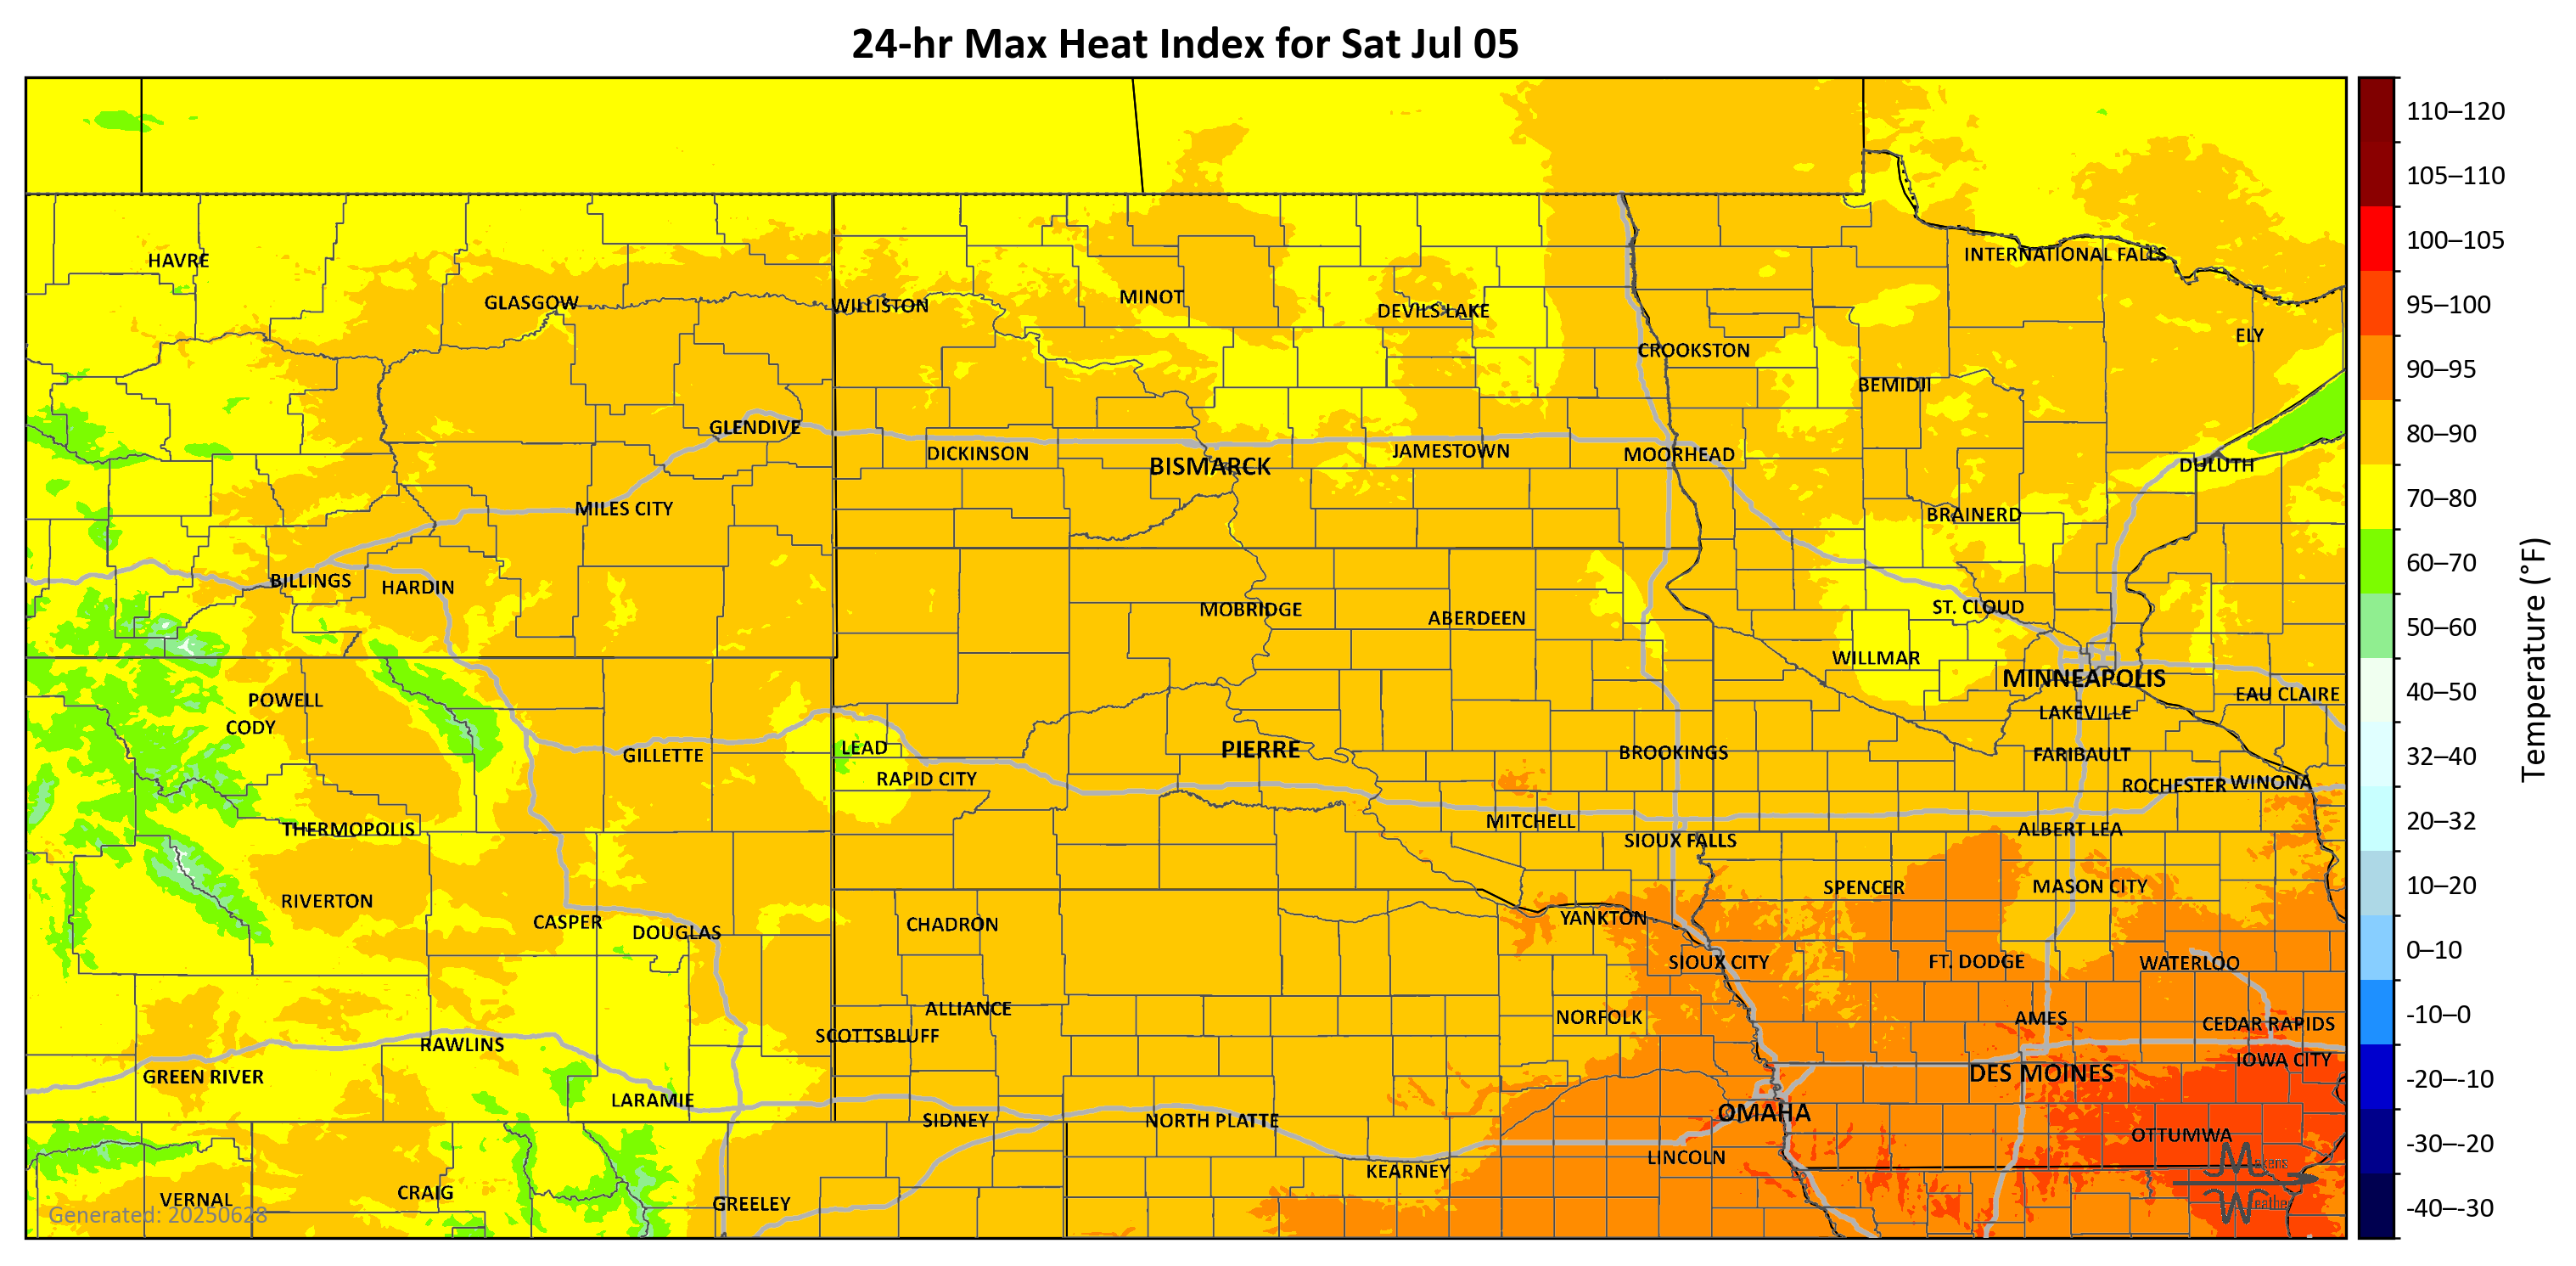 24-hr Max Heat Index for Sat Jul 05
110–120
105–110
100–105
95–100
90–95
80–90
70–80
60–70
50–60
40–50
32–40
20–32
10–20
0–10
-10–0
-20–-10
-30–-20
-40–-30
Temperature (°F)
HAVRE
INTERNATIONAL FALLS
GLASGOW
WILLISTON
MINOT
DEVILS LAKE
ELY
CROOKSTON
BEMIDJI
GLENDIVE
DICKINSON
BISMARCK
JAMESTOWN
MOORHEAD
DULUTH
MILES CITY
BRAINERD
BILLINGS
HARDIN
MOBRIDGE
ABERDEEN
ST. CLOUD
WILLMAR
MINNEAPOLIS
POWELL
CODY
EAU CLAIRE
LAKEVILLE
LEAD
GILLETTE
PIERRE
BROOKINGS
FARIBAULT
RAPID CITY
ROCHESTER
WINONA
THERMOPOLIS
MITCHELL
SIOUX FALLS
ALBERT LEA
RIVERTON
SPENCER
MASON CITY
CASPER
DOUGLAS
CHADRON
YANKTON
SIOUX CITY
FT. DODGE
WATERLOO
ALLIANCE
NORFOLK
AMES
CEDAR RAPIDS
SCOTTSBLUFF
RAWLINS
IOWA CITY
GREEN RIVER
DES MOINES
LARAMIE
SIDNEY
NORTH PLATTE
OMAHA
OTTUMWA
KEARNEY
LINCOLN
VERNAL
CRAIG
GREELEY
Makens
Weather
Generated: 20250628